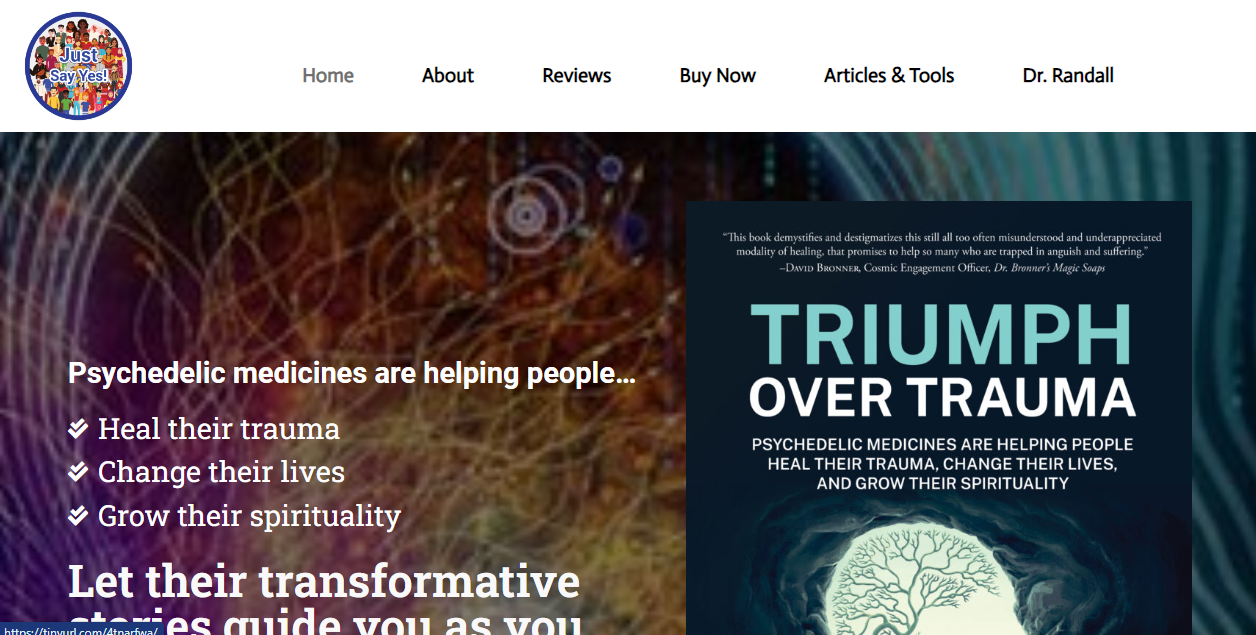 Just
Say Yes!
Home
About
Reviews
Buy Now
Articles & Tools
Dr. Randall
Psychedelic medicines are helping people...
Heal their trauma
Change their lives
Grow their spirituality
Let their transformative
stories guide you as you
“This book demystifies and destigmatizes this still all too often misunderstood and underappreciated
modality of healing, that promises to help so many who are trapped in anguish and suffering.”
–David Bronner, Cosmic Engagement Officer, Dr. Bronner’s Magic Soaps
TRIUMPH
OVER TRAUMA
PSYCHEDELIC MEDICINES ARE HELPING PEOPLE
HEAL THEIR TRAUMA, CHANGE THEIR LIVES,
AND GROW THEIR SPIRITUALITY
https://tinyurl.com/4tnarfwa/